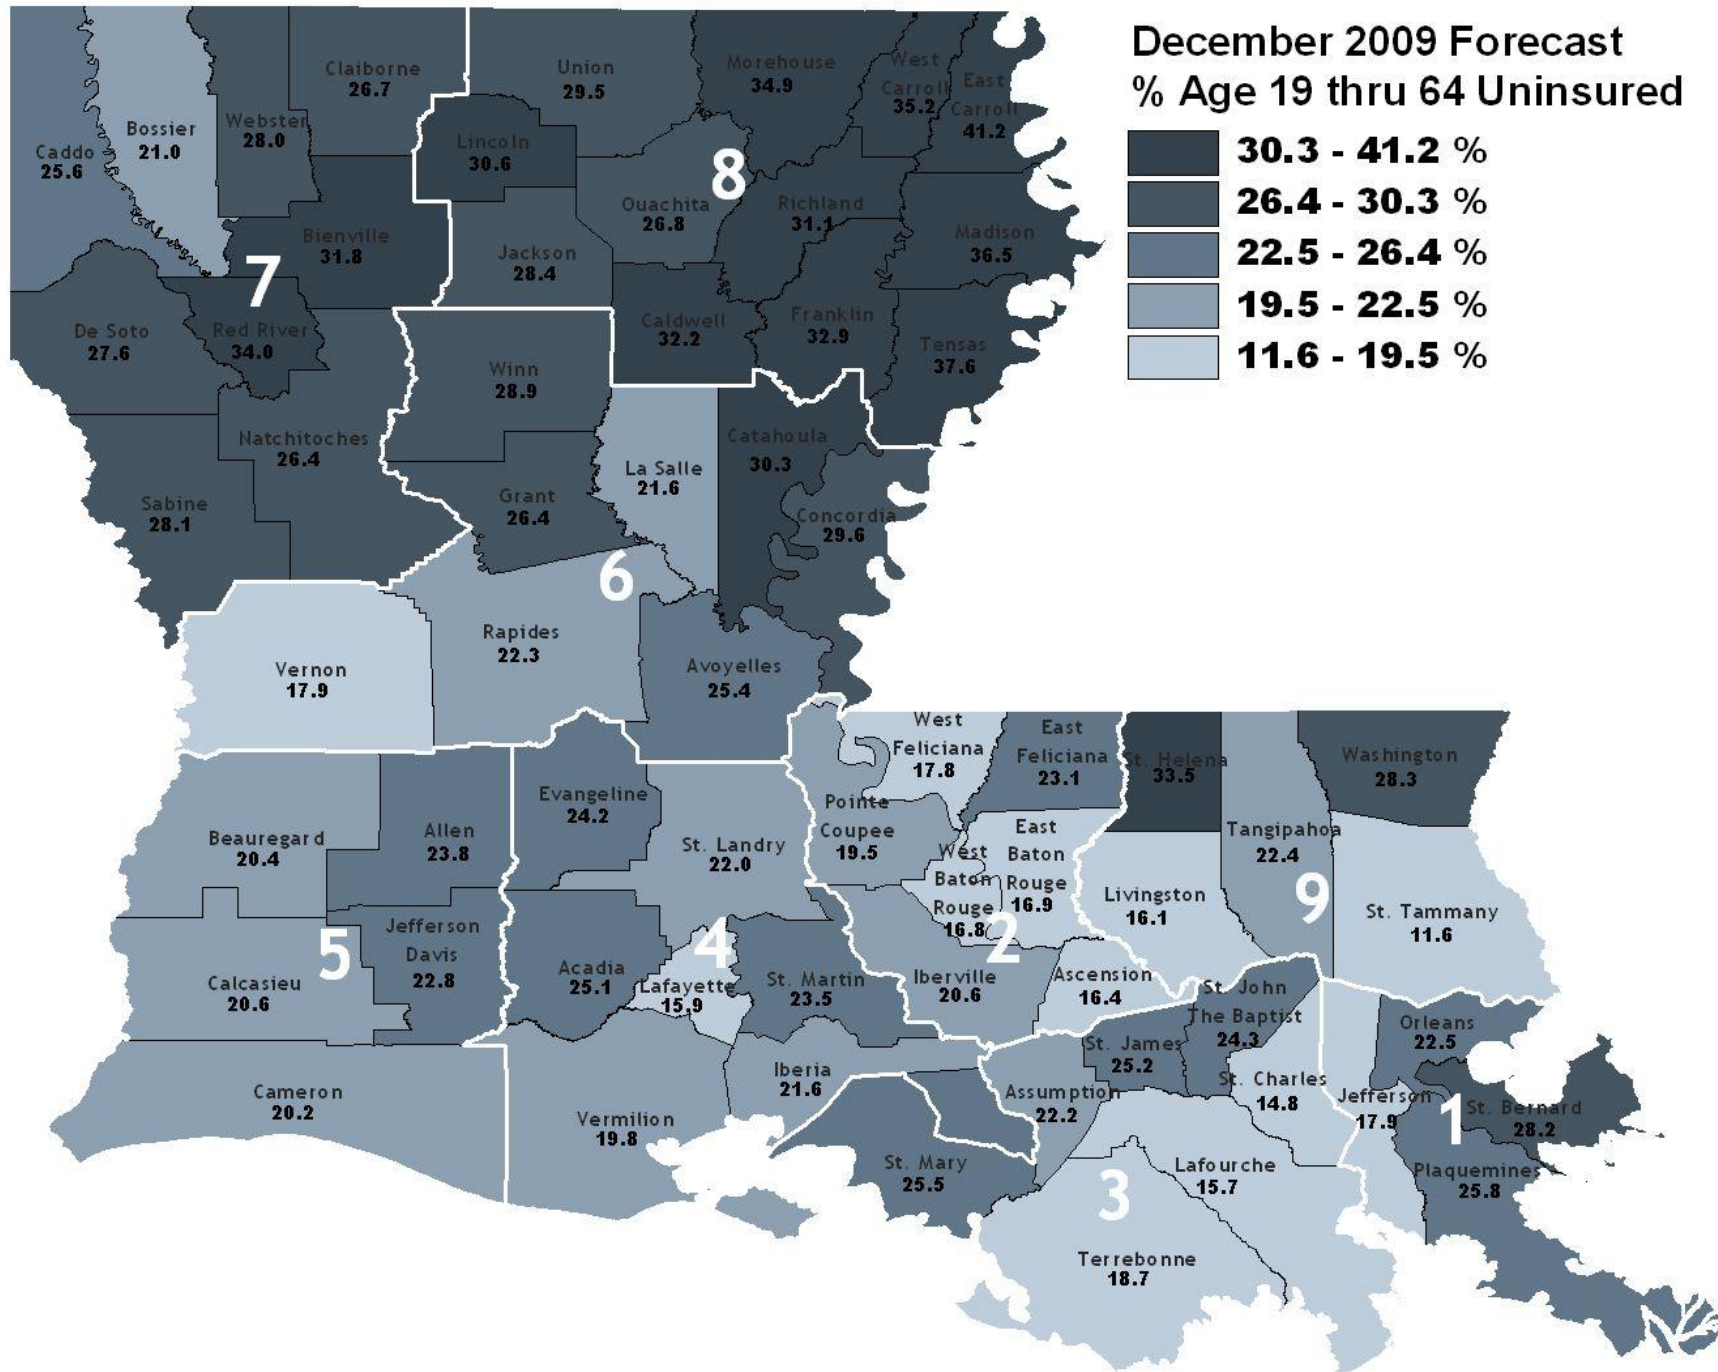 December 2009 Forecast
% Age 19 thru 64 Uninsured
30.3 - 41.2 %
26.4 - 30.3 %
22.5 - 26.4 %
19.5 - 22.5 %
11.6 - 19.5 %
Caddo
25.6
Bossier
21.0
Webster
28.0
Claiborne
26.7
Union
29.5
Morehouse
34.9
West
Carroll
35.2
East
Carroll
41.2
Lincoln
30.6
8
Ouachita
26.8
Richland
31.1
Madison
36.5
Bienville
31.8
Jackson
28.4
7
De Soto
27.6
Red River
34.0
Caldwell
32.2
Franklin
32.9
Tensas
37.6
Winn
28.9
Natchitoches
26.4
Sabine
28.1
Grant
26.4
La Salle
21.6
Catahoula
30.3
Concordia
29.6
6
Vernon
17.9
Rapides
22.3
Avoyelles
25.4
West
Feliciana
17.8
East
Feliciana
23.1
St. Helena
33.5
Washington
28.3
Beauregard
20.4
Allen
23.8
Evangeline
24.2
St. Landry
22.0
Pointe
Coupee
19.5
West
Baton
Rouge
16.8
East
Baton
Rouge
16.9
2
Livingston
16.1
Tangipahoa
22.4
9
St. Tammany
11.6
Calcasieu
20.6
5
Jefferson
Davis
22.8
Acadia
25.1
4
Lafayette
15.9
St. Martin
23.5
Iberville
20.6
Ascension
16.4
St. John
The Baptist
24.3
St. James
25.2
Orleans
22.5
Cameron
20.2
Vermilion
19.8
Iberia
21.6
Assumption
22.2
St. Charles
14.8
Jefferson
17.9
1
St. Bernard
28.2
St. Mary
25.5
3
Lafourche
15.7
Plaquemines
25.8
Terrebonne
18.7